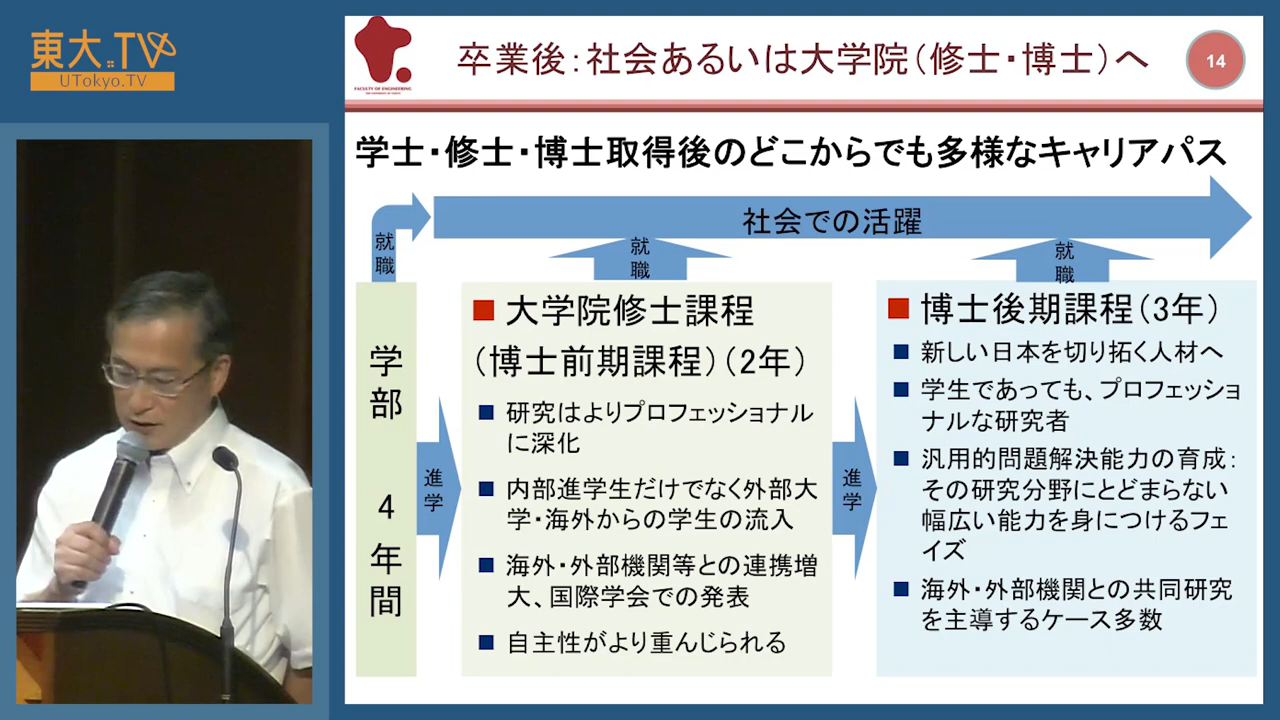 東大.TV
UTokyo.TV
卒業後：社会あるいは大学院（修士・博士）へ
14
FACULTY OF ENGINEERING
THE UNIVERSITY OF TOKYO
学士・修士・博士取得後のどこからでも多様なキャリアパス
社会での活躍
就職
就職
就職
学部 4年間
進学
■ 大学院修士課程
（博士前期課程）（2年）
■ 研究はよりプロフェッショナル
に深化
■ 内部進学生だけでなく外部大
学・海外からの学生の流入
■ 海外・外部機関等との連携増
大、国際学会での発表
■ 自主性がより重んじられる
進学
■ 博士後期課程（3年）
■ 新しい日本を切り拓く人材へ
■ 学生であっても、プロフェッショ
ナルな研究者
■ 汎用的問題解決能力の育成：
その研究分野にとどまらない
幅広い能力を身につけるフェ
イズ
■ 海外・外部機関との共同研究
を主導するケース多数